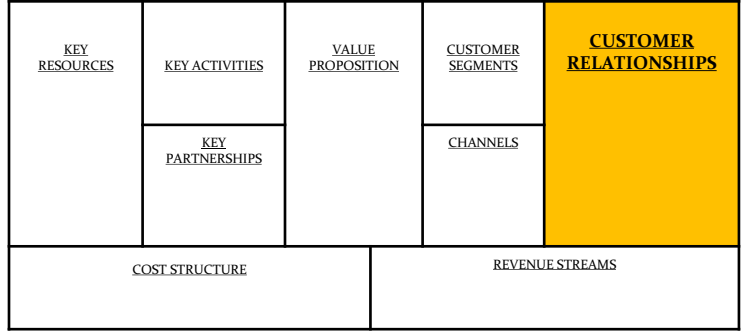 KEY
RESOURCES
KEY ACTIVITIES
KEY
PARTNERSHIPS
VALUE
PROPOSITION
CUSTOMER
SEGMENTS
CHANNELS
CUSTOMER
RELATIONSHIPS
COST STRUCTURE
REVENUE STREAMS